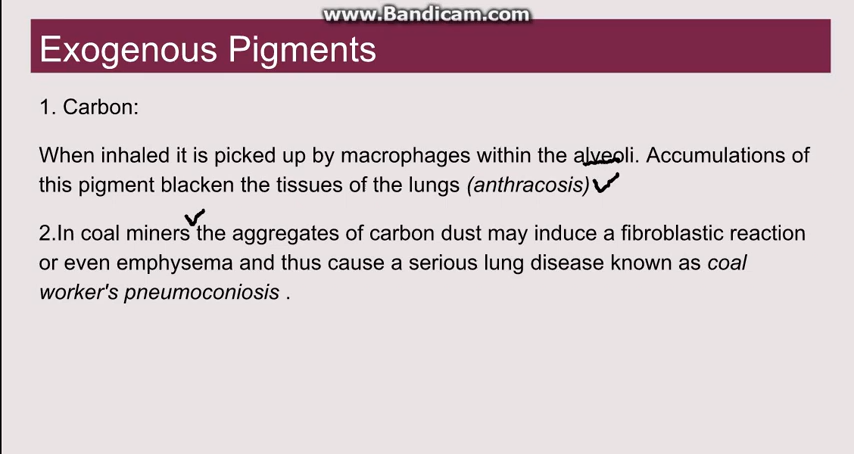 www.Bandicam.com
Exogenous Pigments
1. Carbon:
When inhaled it is picked up by macrophages within the alveoli. Accumulations of
this pigment blacken the tissues of the lungs (anthracosis)
2.In coal miners the aggregates of carbon dust may induce a fibroblastic reaction
or even emphysema and thus cause a serious lung disease known as coal
worker's pneumoconiosis .